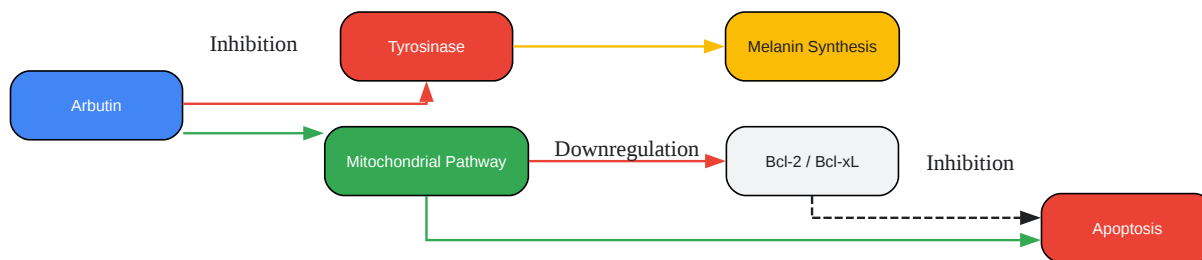 Inhibition
Tyrosinase
Melanin Synthesis
Arbutin
Mitochondrial Pathway
Downregulation
Bcl-2 / Bcl-xL
Inhibition
Apoptosis